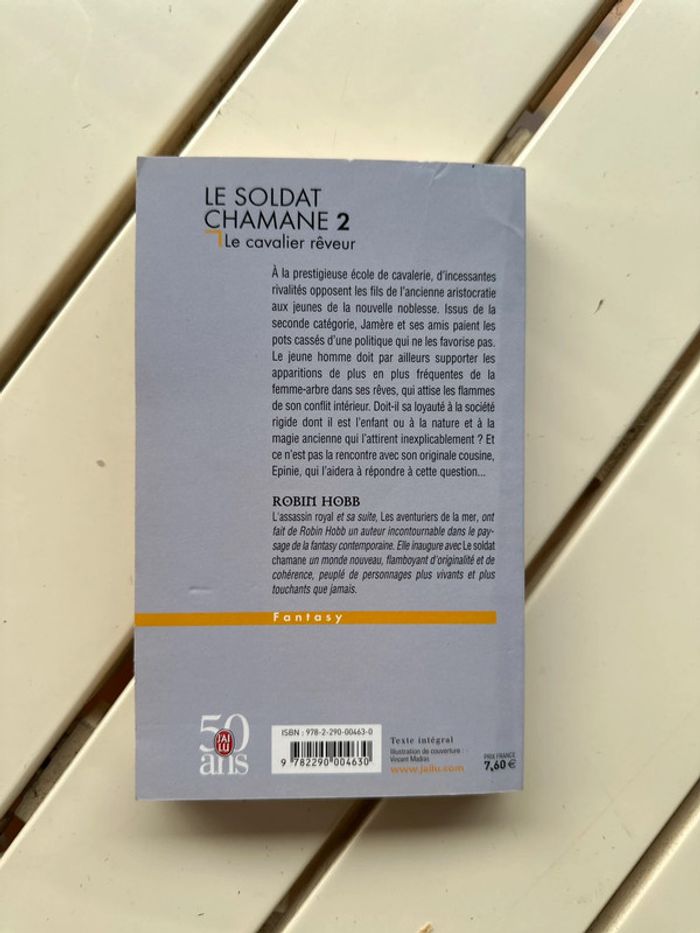 LE SOLDAT
CHAMANE 2
Le cavalier rêveur
À la prestigieuse école de cavalerie, d'incessantes
rivalités opposent les fils de l'ancienne aristocratie
aux jeunes de la nouvelle noblesse. Issus de la
seconde catégorie, Jamère et ses amis paient les
pots cassés d'une politique qui ne les favorise pas.
Le jeune homme doit par ailleurs supporter les
apparitions de plus en plus fréquentes de la
femme-arbre dans ses rêves, qui attise les flammes
de son conflit intérieur. Doit-il sa loyauté à la société
rigide dont il est l'enfant ou à la nature et à la
magie ancienne qui l'attirent inexplicablement ? Et
ce n'est pas la rencontre avec son originale cousine,
Epinie, qui l'aidera à répondre à cette question...
ROBIN HOBB
L'assassin royal et sa suite, Les aventuriers de la mer, ont
fait de Robin Hobb un auteur incontournable dans le pay-
sage de la fantasy contemporaine. Elle inaugure avec Le soldat
chamane un monde nouveau, flamboyant d'originalité et de
cohérence, peuplé de personnages plus vivants et plus
touchants que jamais.
Fantasy
50
J'AI
LU
ans
ISBN : 978-2-290-00463-0
9 782290 004630
Texte intégral
Illustration de couverture :
Vincent Madras
www.jailu.com
PRIX FRANCE
7,60 €